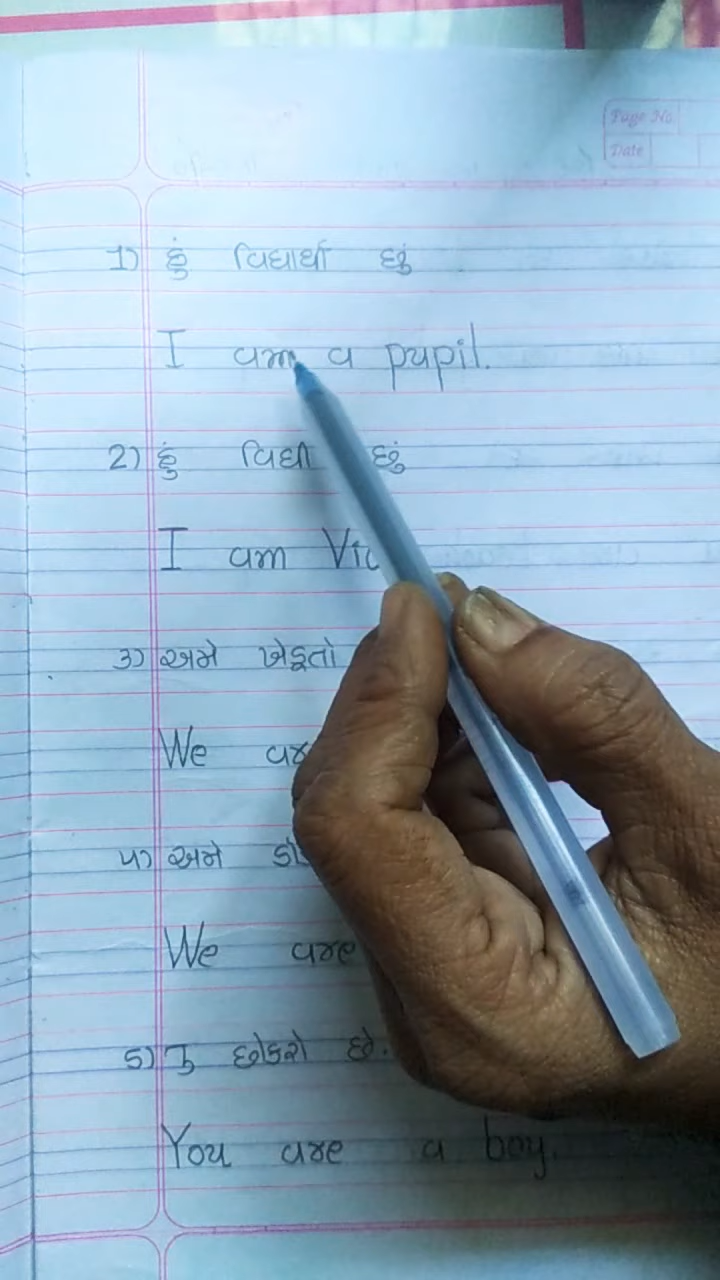 Page No.
Date
1) હું વિદ્યાર્થી છું
I am a pupil.
2) હું છું
I am
3) અમે ખેડૂતો
We
4) અમે
We are
5) તું છોકરો છે.
You are a boy.